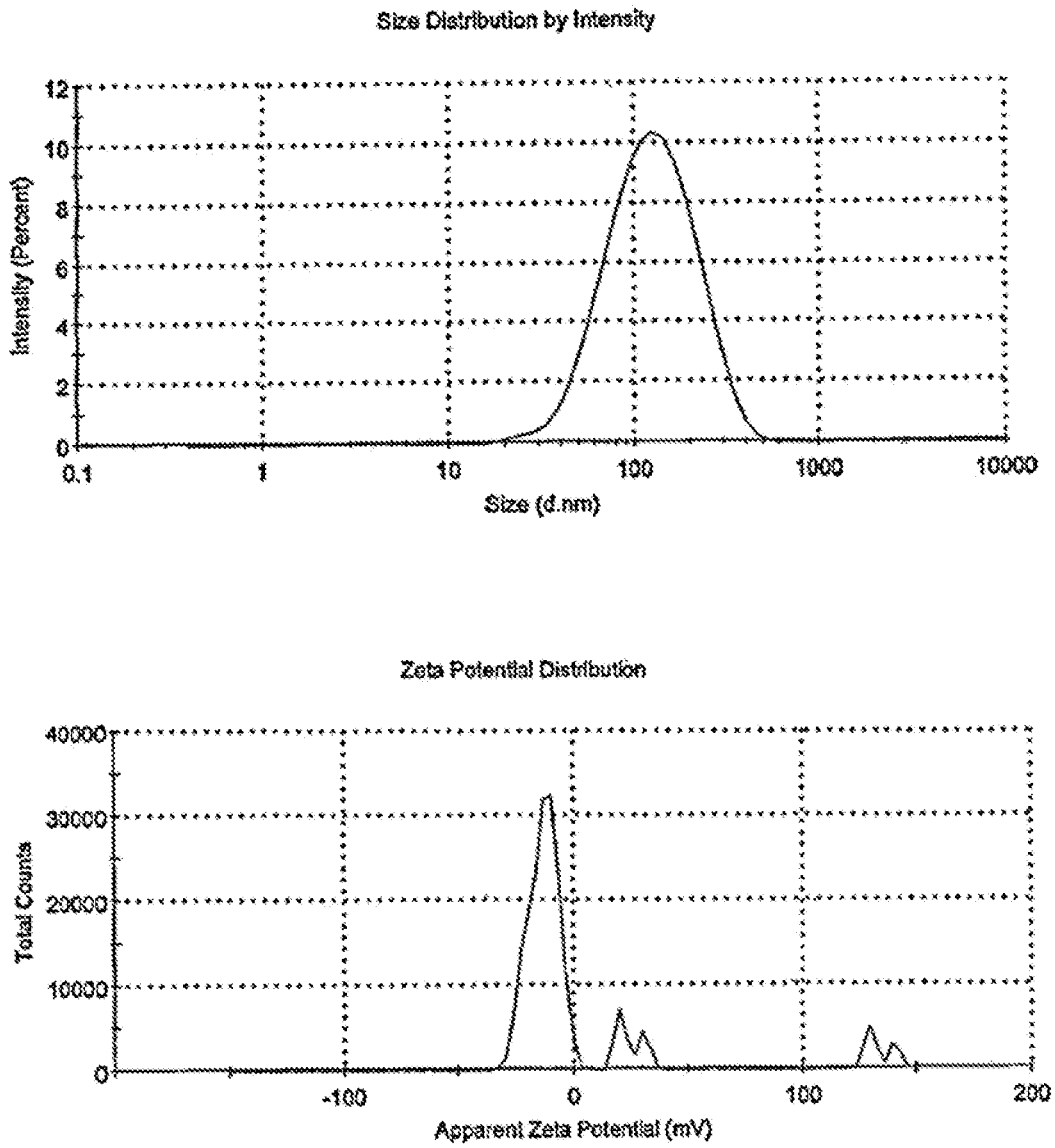 Size Distribution by Intensity
12
10
8
6
4
2
0
Intensity (Percent)
0.1 1 10 100 1000 10000
Size (d.nm)
Zeta Potential Distribution
40000
30000
20000
10000
0
Total Counts
-100 0 100 200
Apparent Zeta Potential (mV)